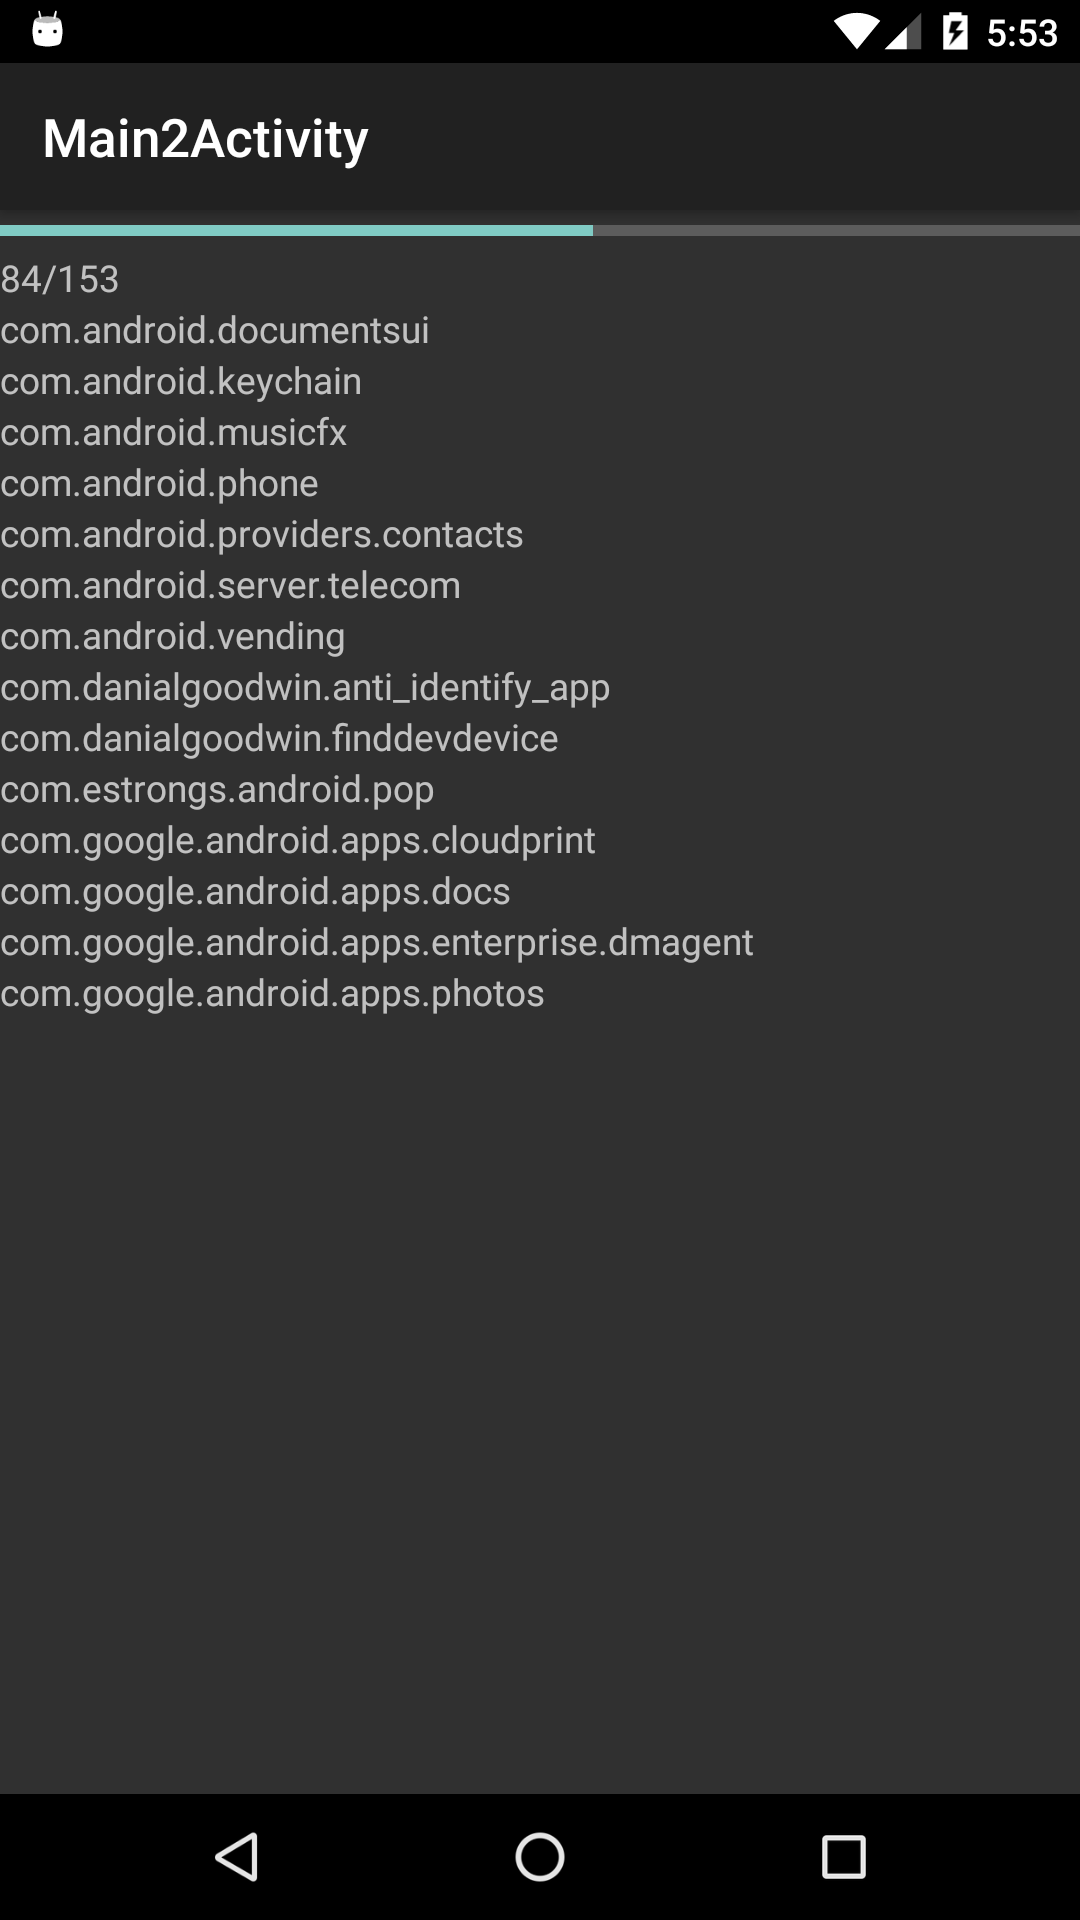 5:53
Main2Activity
84/153
com.android.documentsui
com.android.keychain
com.android.musicfx
com.android.phone
com.android.providers.contacts
com.android.server.telecom
com.android.vending
com.danialgoodwin.anti_identify_app
com.danialgoodwin.finddevdevice
com.estrongs.android.pop
com.google.android.apps.cloudprint
com.google.android.apps.docs
com.google.android.apps.enterprise.dmagent
com.google.android.apps.photos